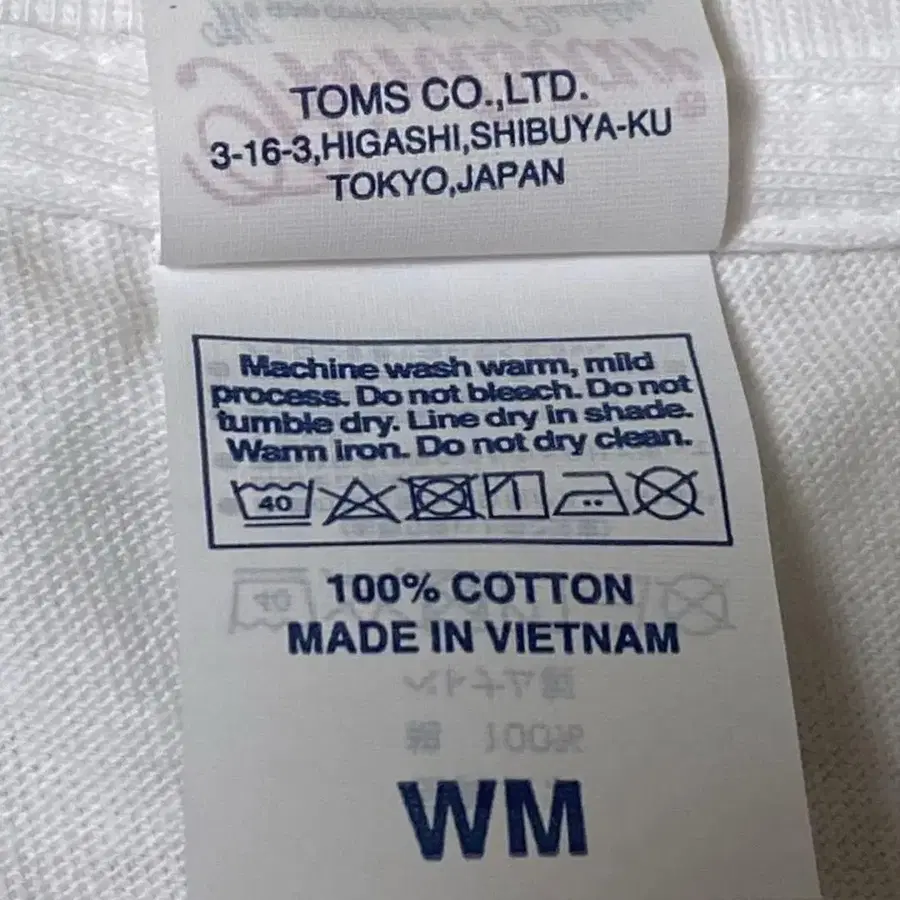 TOMS CO.,LTD.
3-16-3,HIGASHI,SHIBUYA-KU
TOKYO,JAPAN
Machine wash warm, mild
process. Do not bleach. Do not
tumble dry. Line dry in shade.
Warm iron. Do not dry clean.
40
100% COTTON
MADE IN VIETNAM
WM